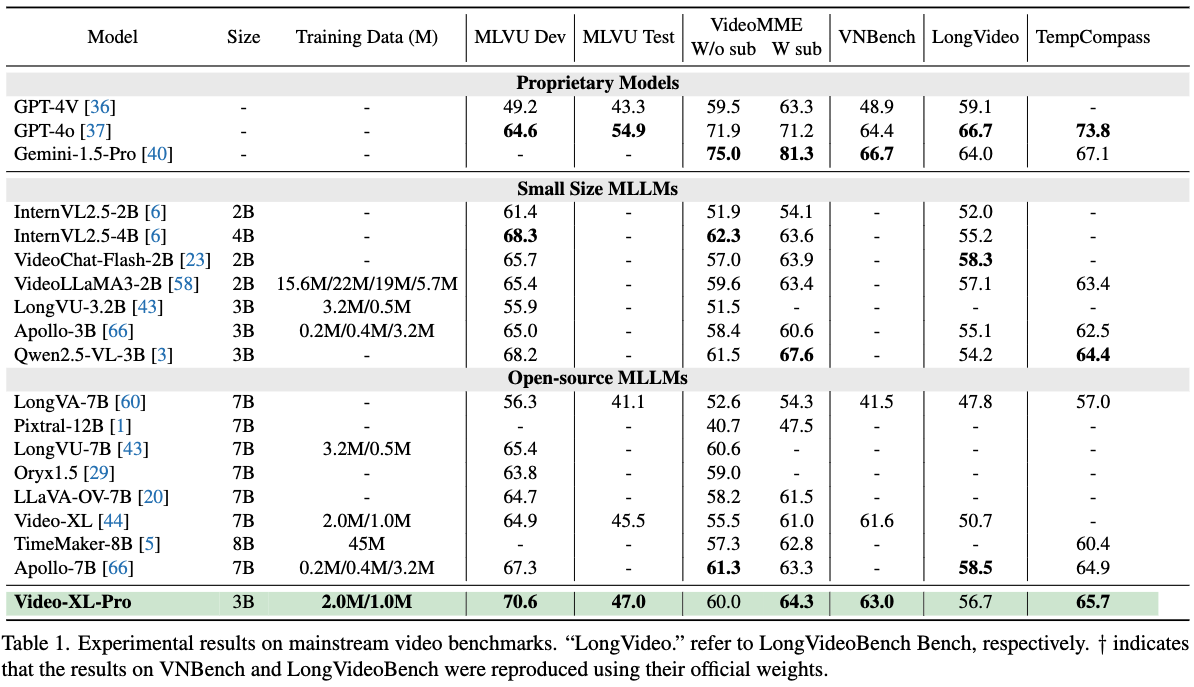 Model Size Training Data (M) MLVU Dev MLVU Test VideoMME VNBench LongVideo TempCompass
W/o sub W sub
Proprietary Models
GPT-4V [36] - - 49.2 43.3 59.5 63.3 48.9 59.1 -
GPT-4o [37] - - 64.6 54.9 71.9 71.2 64.4 66.7 73.8
Gemini-1.5-Pro [40] - - - - 75.0 81.3 66.7 64.0 67.1
Small Size MLLMs
InternVL2.5-2B [6] 2B - 61.4 - 51.9 54.1 - 52.0 -
InternVL2.5-4B [6] 4B - 68.3 - 62.3 63.6 - 55.2 -
VideoChat-Flash-2B [23] 2B - 65.7 - 57.0 63.9 - 58.3 -
VideoLLaMA3-2B [58] 2B 15.6M/22M/19M/5.7M 65.4 - 59.6 63.4 - 57.1 63.4
LongVU-3.2B [43] 3B 3.2M/0.5M 55.9 - 51.5 - - - -
Apollo-3B [66] 3B 0.2M/0.4M/3.2M 65.0 - 58.4 60.6 - 55.1 62.5
Qwen2.5-VL-3B [3] 3B - 68.2 - 61.5 67.6 - 54.2 64.4
Open-source MLLMs
LongVA-7B [60] 7B - 56.3 41.1 52.6 54.3 41.5 47.8 57.0
Pixtral-12B [1] 7B - - - 40.7 47.5 - - -
LongVU-7B [43] 7B 3.2M/0.5M 65.4 - 60.6 - - - -
Oryx1.5 [29] 7B - 63.8 - 59.0 - - - -
LLaVA-OV-7B [20] 7B - 64.7 - 58.2 61.5 - - -
Video-XL [44] 7B 2.0M/1.0M 64.9 45.5 55.5 61.0 61.6 50.7 -
TimeMaker-8B [5] 8B 45M - - 57.3 62.8 - - 60.4
Apollo-7B [66] 7B 0.2M/0.4M/3.2M 67.3 - 61.3 63.3 - 58.5 64.9
Video-XL-Pro 3B 2.0M/1.0M 70.6 47.0 60.0 64.3 63.0 56.7 65.7
Table 1. Experimental results on mainstream video benchmarks. “LongVideo.” refer to LongVideoBench Bench, respectively. † indicates
that the results on VNBench and LongVideoBench were reproduced using their official weights.